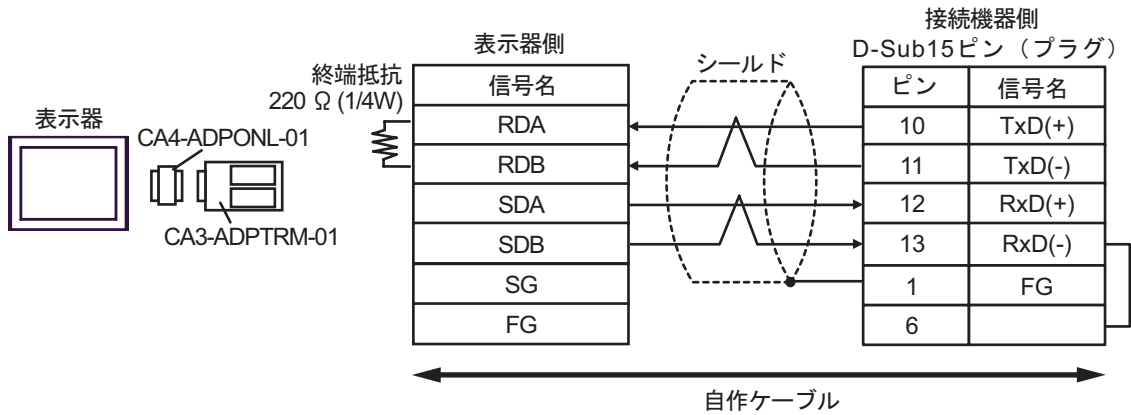 接続機器側
表示器側
D-Sub15ピン（プラグ）
シールド
終端抵抗
220 Ω (1/4W)
信号名
ピン 信号名
表示器
CA4-ADPONL-01
RDA
10 TxD(+)
RDB
11 TxD(-)
SDA
12 RxD(+)
CA3-ADPTRM-01
SDB
13 RxD(-)
SG
1 FG
FG
6
自作ケーブル